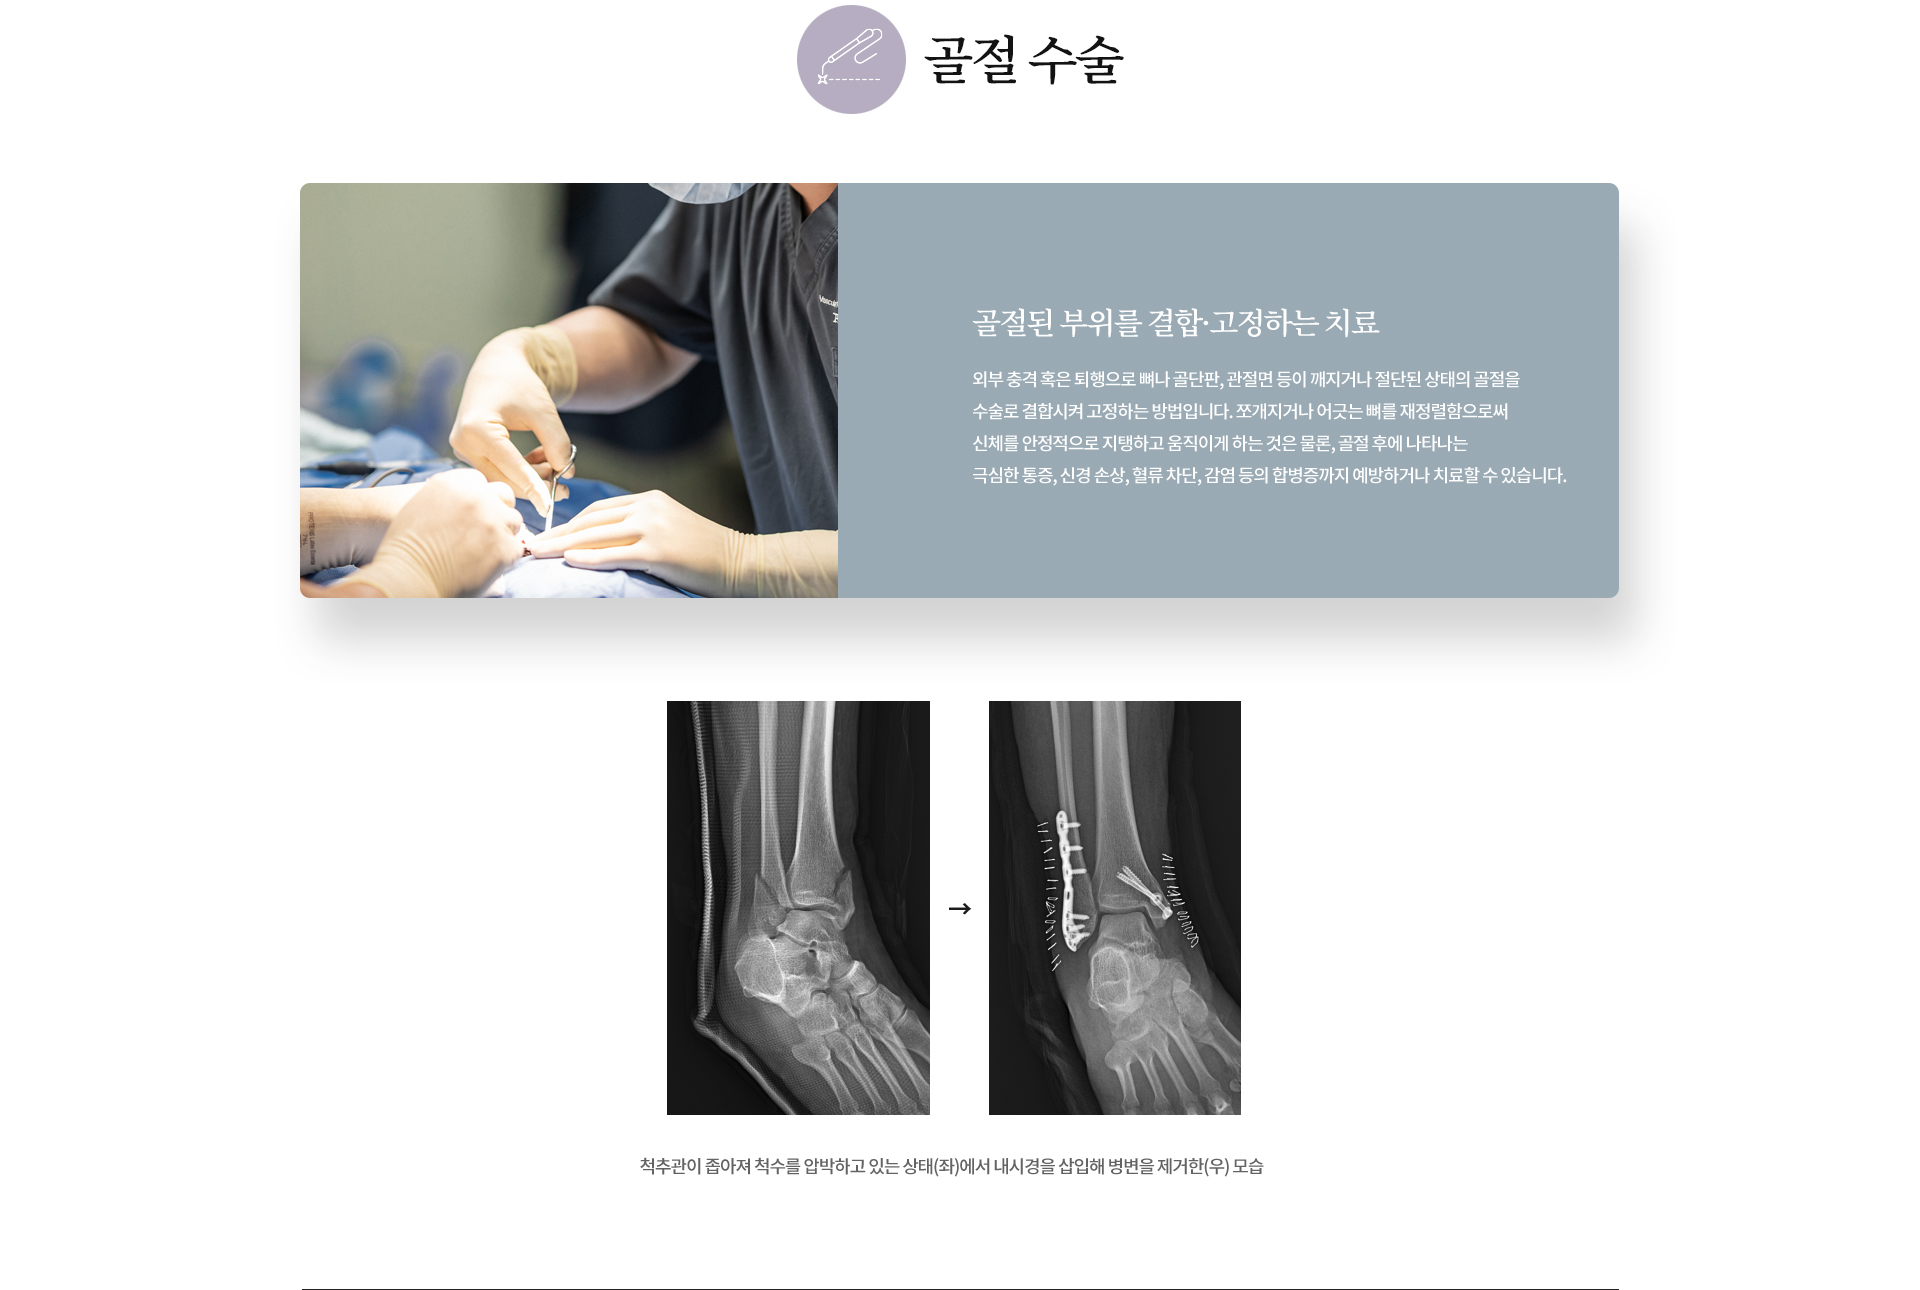 골절 수술
골절된 부위를 결합·고정하는 치료
외부 충격 혹은 퇴행으로 뼈나 골단판, 관절면 등이 깨지거나 절단된 상태의 골절을
수술로 결합시켜 고정하는 방법입니다. 쪼개지거나 어긋는 뼈를 재정렬함으로써
신체를 안정적으로 지탱하고 움직이게 하는 것은 물론, 골절 후에 나타나는
극심한 통증, 신경 손상, 혈류 차단, 감염 등의 합병증까지 예방하거나 치료할 수 있습니다.
척추관이 좁아져 척수를 압박하고 있는 상태(좌)에서 내시경을 삽입해 병변을 제거한(우) 모습